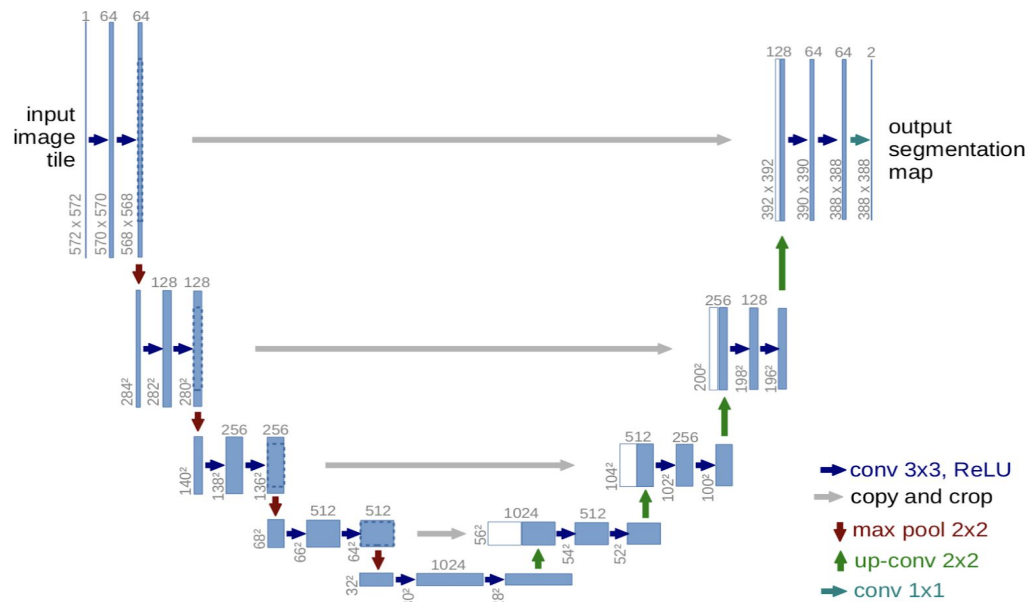 1 64 64
128 64 64 2
input
image
tile
output
segmentation
map
572 x 572
570 x 570
568 x 568
392 x 392
390 x 390
388 x 388
388 x 388
128 128
256 128
284²
282²
280²
200²
198²
196²
256 256
512 256
140²
138²
136²
104²
102²
100²
conv 3x3, ReLU
copy and crop
max pool 2x2
up-conv 2x2
conv 1x1
512 512
1024 512
68²
66²
64²
56²
54²
52²
1024
32²